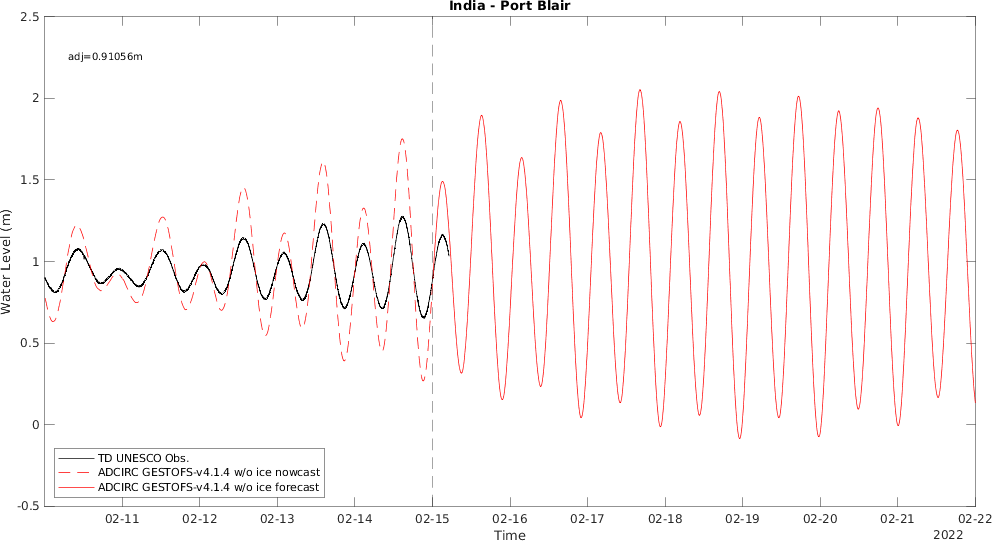 India - Port Blair
adj=0.91056m
Water Level (m)
2.5
2
1.5
1
0.5
0
-0.5
TD UNESCO Obs.
ADCIRC GESTOFS-v4.1.4 w/o ice nowcast
ADCIRC GESTOFS-v4.1.4 w/o ice forecast
02-11 02-12 02-13 02-14 02-15 02-16 02-17 02-18 02-19 02-20 02-21 02-22
Time
2022